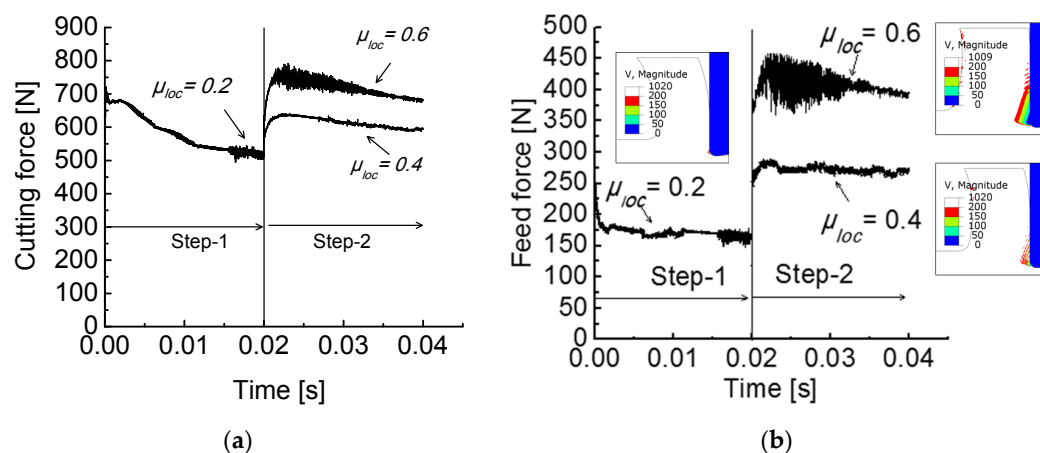 Cutting force [N]
900
800
700
600
500
400
300
200
100
0
μloc = 0.6
μloc = 0.2
μloc = 0.4
Step-1
Step-2
0.00 0.01 0.02 0.03 0.04
Time [s]
(a)
Feed force [N]
500
450
400
350
300
250
200
150
100
50
0
V, Magnitude
1020
200
150
100
50
0
μloc = 0.6
V, Magnitude
1009
200
150
100
50
0
μloc = 0.2
μloc = 0.4
V, Magnitude
1020
200
150
100
50
0
Step-1
Step-2
0.00 0.01 0.02 0.03 0.04
Time [s]
(b)